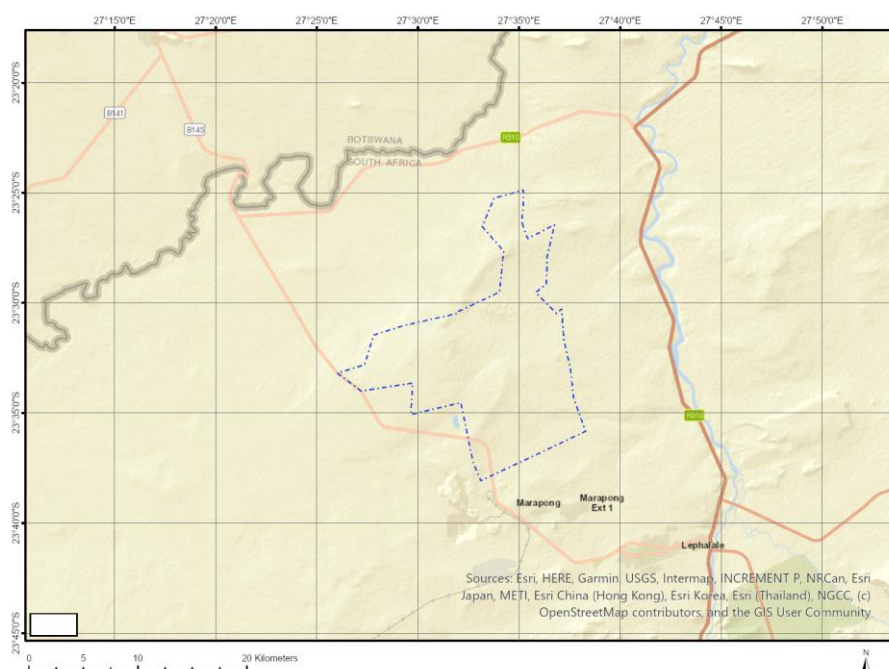 27°15'0"E
27°20'0"E
27°25'0"E
27°30'0"E
27°35'0"E
27°40'0"E
27°45'0"E
27°50'0"E
23°20'0"S
B141
B145
BOTSWANA
R510
SOUTH AFRICA
23°25'0"S
23°30'0"S
23°35'0"S
R510
23°40'0"S
Marapong
Marapong
Ext 1
Lephalale
Sources: Esri, HERE, Garmin, USGS, Intermap, INCREMENT P, NRCan, Esri
Japan, METI, Esri China (Hong Kong), Esri Korea, Esri (Thailand), NGCC, (c)
OpenStreetMap contributors, and the GIS User Community
23°45'0"S
0 5 10 20 Kilometers
N